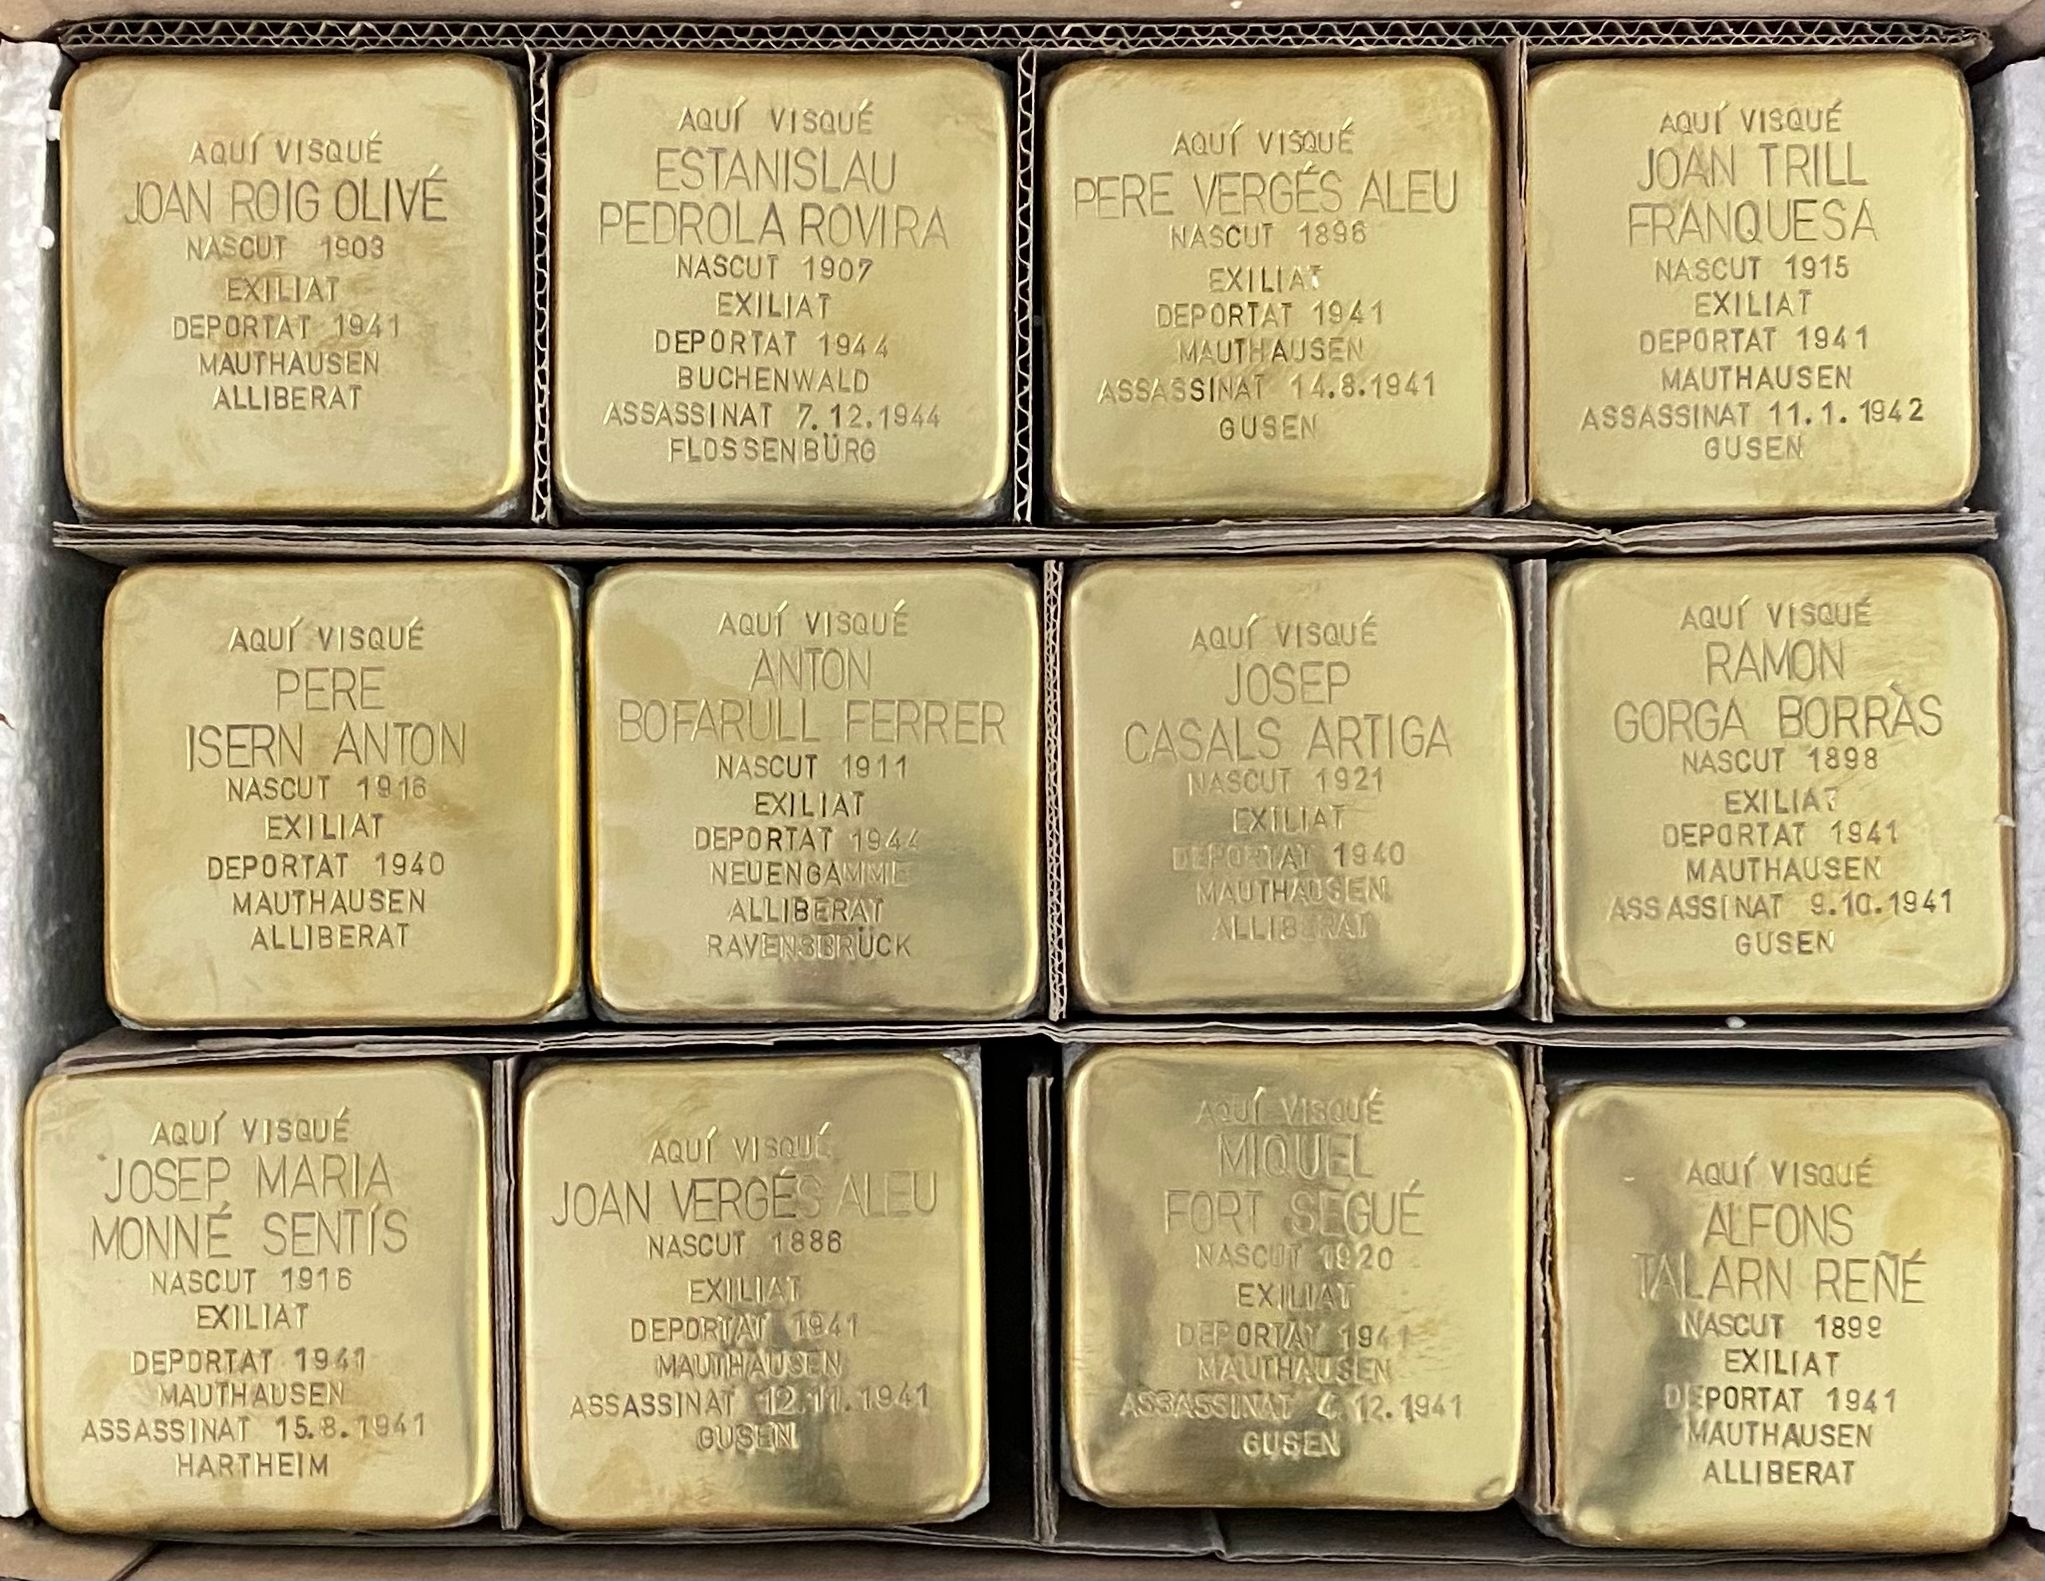 AQUÍ VISQUÉ
JOAN ROIG OLIVÉ
NASCUT 1903
EXILIAT
DEPORTAT 1941
MAUTHAUSEN
ALLIBERAT
AQUÍ VISQUÉ
ESTANISLAU
PEDROLA ROVIRA
NASCUT 1907
EXILIAT
DEPORTAT 1944
BUCHENWALD
ASSASSINAT 7.12.1944
FLOSSENBÜRG
AQUÍ VISQUÉ
PERE VERGÉS ALEU
NASCUT 1896
EXILIAT
DEPORTAT 1941
MAUTHAUSEN
ASSASSINAT 14.8.1941
GUSEN
AQUÍ VISQUÉ
JOAN TRILL
FRANQUESA
NASCUT 1915
EXILIAT
DEPORTAT 1941
MAUTHAUSEN
ASSASSINAT 11.1.1942
GUSEN
AQUÍ VISQUÉ
PERE
ISERN ANTON
NASCUT 1916
EXILIAT
DEPORTAT 1940
MAUTHAUSEN
ALLIBERAT
AQUÍ VISQUÉ
ANTON
BOFARULL FERRER
NASCUT 1911
EXILIAT
DEPORTAT 1944
NEUENGAMME
ALLIBERAT
RAVENSBRÜCK
AQUÍ VISQUÉ
JOSEP
CASALS ARTIGA
NASCUT 1921
EXILIAT
DEPORTAT 1940
MAUTHAUSEN
ALLIBERAT
AQUÍ VISQUÉ
RAMON
GORGA BORRÀS
NASCUT 1898
EXILIAT
DEPORTAT 1941
MAUTHAUSEN
ASSASSINAT 9.10.1941
GUSEN
AQUÍ VISQUÉ
JOSEP MARIA
MONNÉ SENTÍS
NASCUT 1916
EXILIAT
DEPORTAT 1941
MAUTHAUSEN
ASSASSINAT 15.8.1941
HARTHEIM
AQUÍ VISQUÉ
JOAN VERGÉS ALEU
NASCUT 1886
EXILIAT
DEPORTAT 1941
MAUTHAUSEN
ASSASSINAT 12.11.1941
GUSEN
AQUÍ VISQUÉ
MIQUEL
FORT SEGUÉ
NASCUT 1920
EXILIAT
DEPORTAT 1941
MAUTHAUSEN
ASSASSINAT 4.12.1941
GUSEN
AQUÍ VISQUÉ
ALFONS
TALARN REÑÉ
NASCUT 1899
EXILIAT
DEPORTAT 1941
MAUTHAUSEN
ALLIBERAT